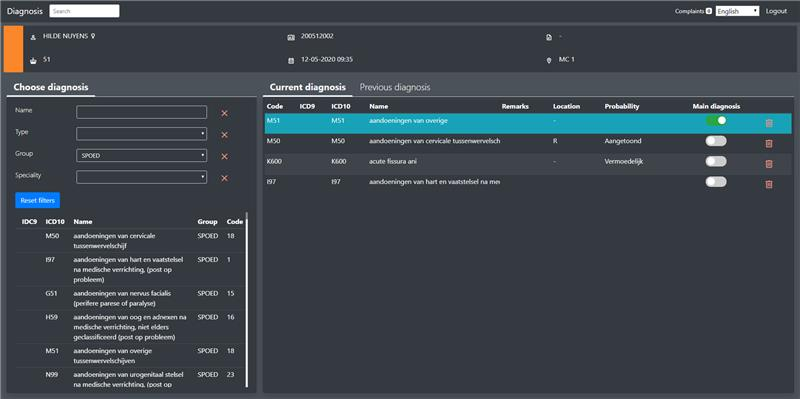 Diagnosis Search Complaints 0 English Logout
HILDE NUYENS 200512002 -
51 12-05-2020 09:35 MC 1
Choose diagnosis
Name
Type
Group SPOED
Speciality
Reset filters
IDC9 ICD10 Name Group Code
M50 aandoeningen van cervicale SPOED 18
tussenwervelschijf
I97 aandoeningen van hart en vaatstelsel SPOED 1
na medische verrichting, (post op
probleem)
G51 aandoeningen van nervus facialis SPOED 15
(perifere parese of paralyse)
H59 aandoeningen van oog en adnexen na SPOED 16
medische verrichting, niet elders
geclassificeerd (post op probleem)
M51 aandoeningen van overige SPOED 18
tussenwervelschijven
N99 aandoeningen van urogenitaal stelsel SPOED 23
na medische verrichting, (post op
Current diagnosis Previous diagnosis
Code ICD9 ICD10 Name Remarks Location Probability Main diagnosis
M51 M51 aandoeningen van overige -
M50 M50 aandoeningen van cervicale tussenwervelsch R Aangetoond
K600 K600 acute fissura ani - Vermoedelijk
I97 I97 aandoeningen van hart en vaatstelsel na med